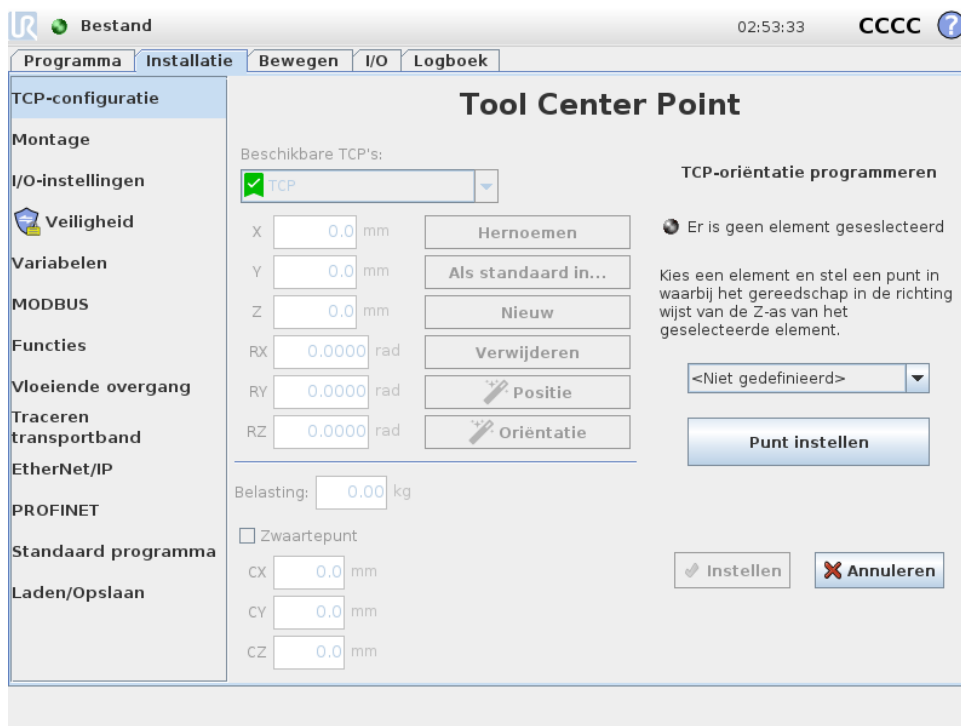 UR Bestand 02:53:33 CCCC ?
Programma Installatie Bewegen I/O Logboek
TCP-configuratie
Montage
I/O-instellingen
Veiligheid
Variabelen
MODBUS
Functies
Vloeiende overgang
Traceren
transportband
EtherNet/IP
PROFINET
Standaard programma
Laden/Opslaan
Tool Center Point
Beschikbare TCP's:
TCP
X 0.0 mm Hernoemen
Y 0.0 mm Als standaard in...
Z 0.0 mm Nieuw
RX 0.0000 rad Verwijderen
RY 0.0000 rad Positie
RZ 0.0000 rad Oriëntatie
Belasting: 0.00 kg
Zwaartepunt
CX 0.0 mm
CY 0.0 mm
CZ 0.0 mm
TCP-oriëntatie programmeren
Er is geen element geseslecteerd
Kies een element en stel een punt in
waarbij het gereedschap in de richting
wijst van de Z-as van het
geselecteerde element.
<Niet gedefinieerd>
Punt instellen
Instellen Annuleren